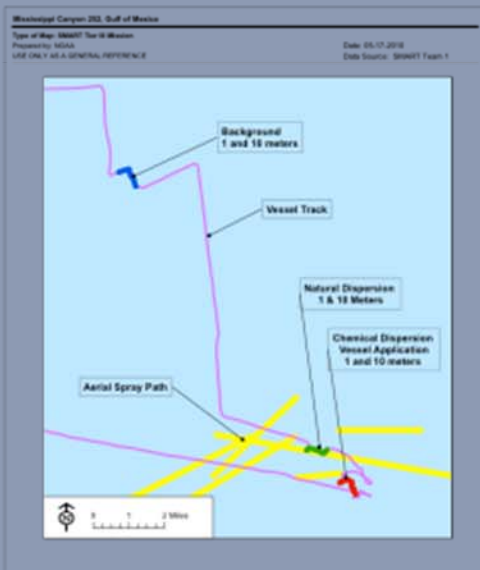 Mississippi Canyon 252, Gulf of Mexico
Type of Map: SMART Tier III Mission
Prepared by: NOAA
USE ONLY AS A GENERAL REFERENCE
Date: 05-17-2010
Data Source: SMART Team 1
Background
1 and 10 meters
Vessel Track
Natural Dispersion
1 & 10 Meters
Chemical Dispersion
Vessel Application
1 and 10 meters
Aerial Spray Path
N
0 1 2 Miles